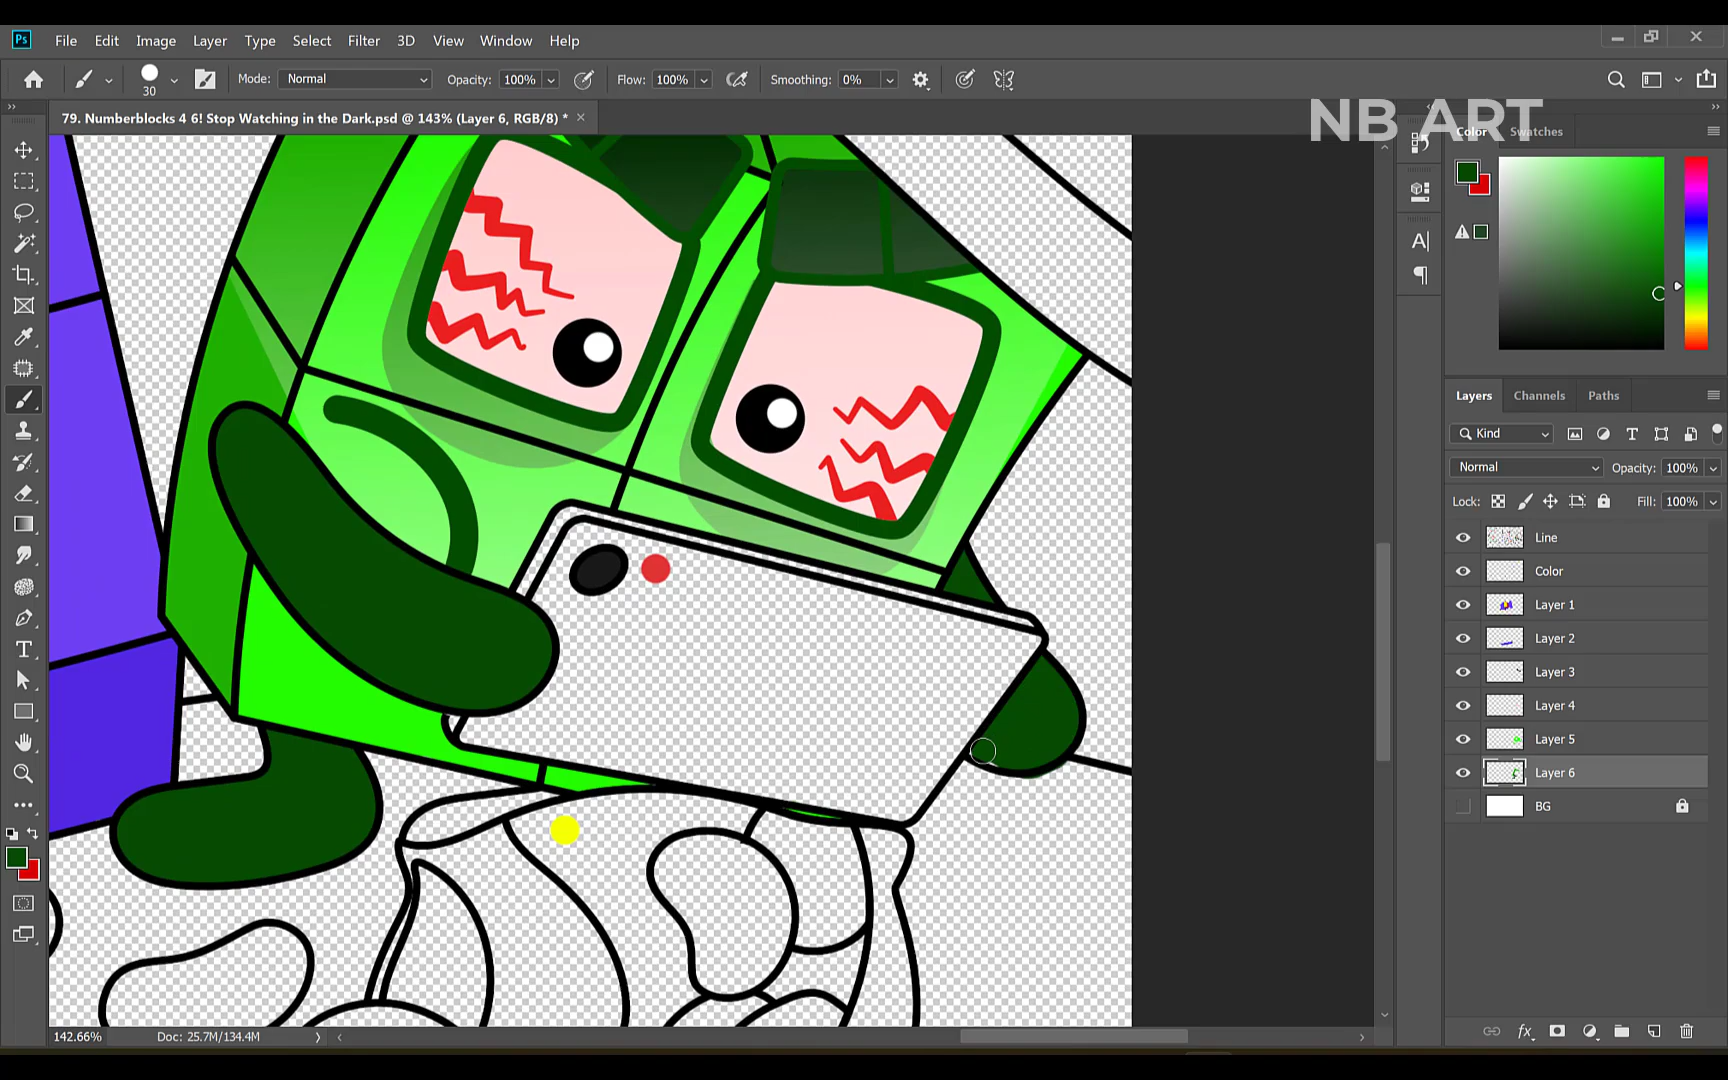 Ps File Edit Image Layer Type Select Filter 3D View Window Help
30 Mode: Normal Opacity: 100% Flow: 100% Smoothing: 0%
79. Numberblocks 4 6! Stop Watching in the Dark.psd @ 143% (Layer 6, RGB/8) *
NB ART
Color Swatches
Layers Channels Paths
Kind
Normal Opacity: 100%
Lock: Fill: 100%
Line
Color
Layer 1
Layer 2
Layer 3
Layer 4
Layer 5
Layer 6
BG
142.66% Doc: 25.7M/134.4M